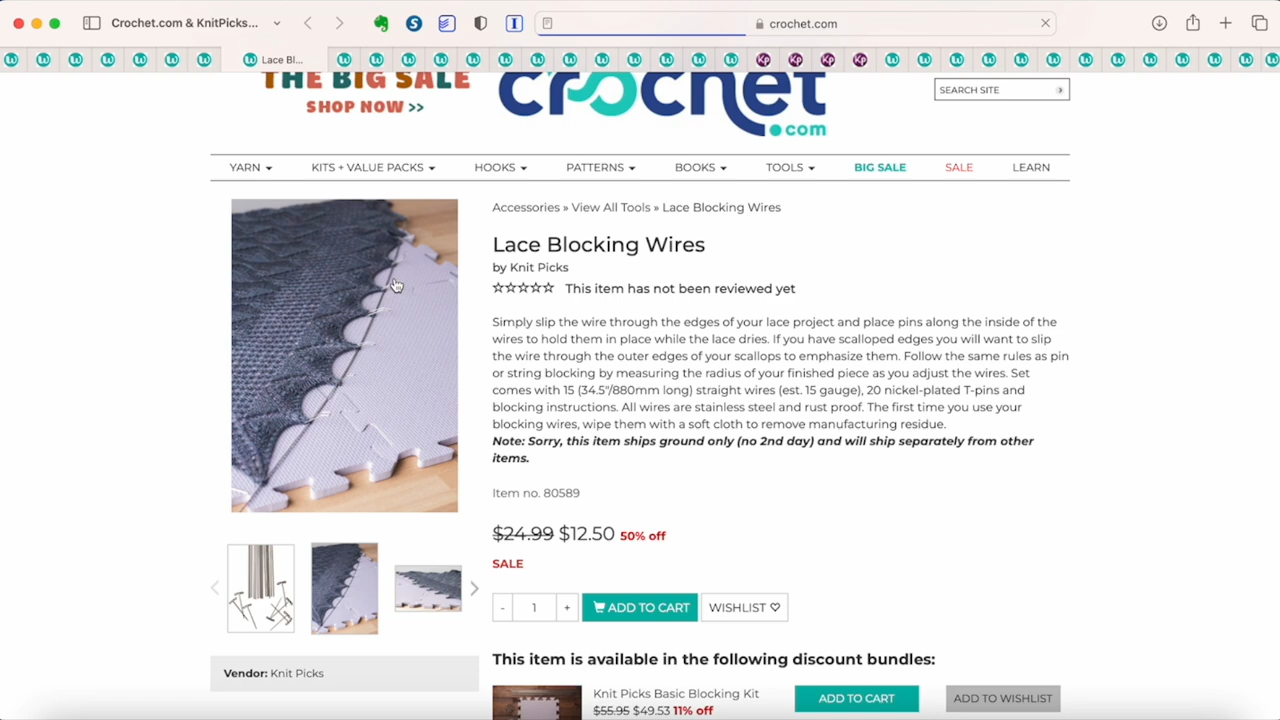 Crochet.com & KnitPicks...
crochet.com
Lace Bl...
THE BIG SALE
SHOP NOW >>
crochet
.com
SEARCH SITE
YARN
KITS + VALUE PACKS
HOOKS
PATTERNS
BOOKS
TOOLS
BIG SALE
SALE
LEARN
Accessories » View All Tools » Lace Blocking Wires
Lace Blocking Wires
by Knit Picks
This item has not been reviewed yet
Simply slip the wire through the edges of your lace project and place pins along the inside of the
wires to hold them in place while the lace dries. If you have scalloped edges you will want to slip
the wire through the outer edges of your scallops to emphasize them. Follow the same rules as pin
or string blocking by measuring the radius of your finished piece as you adjust the wires. Set
comes with 15 (34.5"/880mm long) straight wires (est. 15 gauge), 20 nickel-plated T-pins and
blocking instructions. All wires are stainless steel and rust proof. The first time you use your
blocking wires, wipe them with a soft cloth to remove manufacturing residue.
Note: Sorry, this item ships ground only (no 2nd day) and will ship separately from other
items.
Item no. 80589
$24.99 $12.50 50% off
SALE
- 1 + ADD TO CART WISHLIST
Vendor: Knit Picks
This item is available in the following discount bundles:
Knit Picks Basic Blocking Kit
$55.95 $49.53 11% off
ADD TO CART
ADD TO WISHLIST